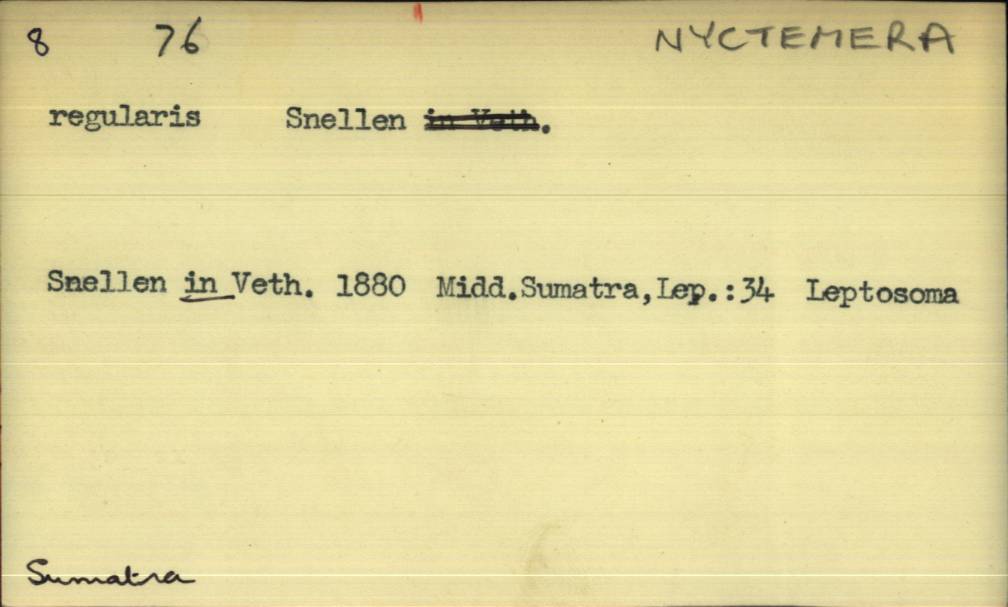 8 76 NYCTEMERA
regularis Snellen in Veth.
Snellen in Veth. 1880 Midd.Sumatra,Lep.:34 Leptosoma
Sumatra